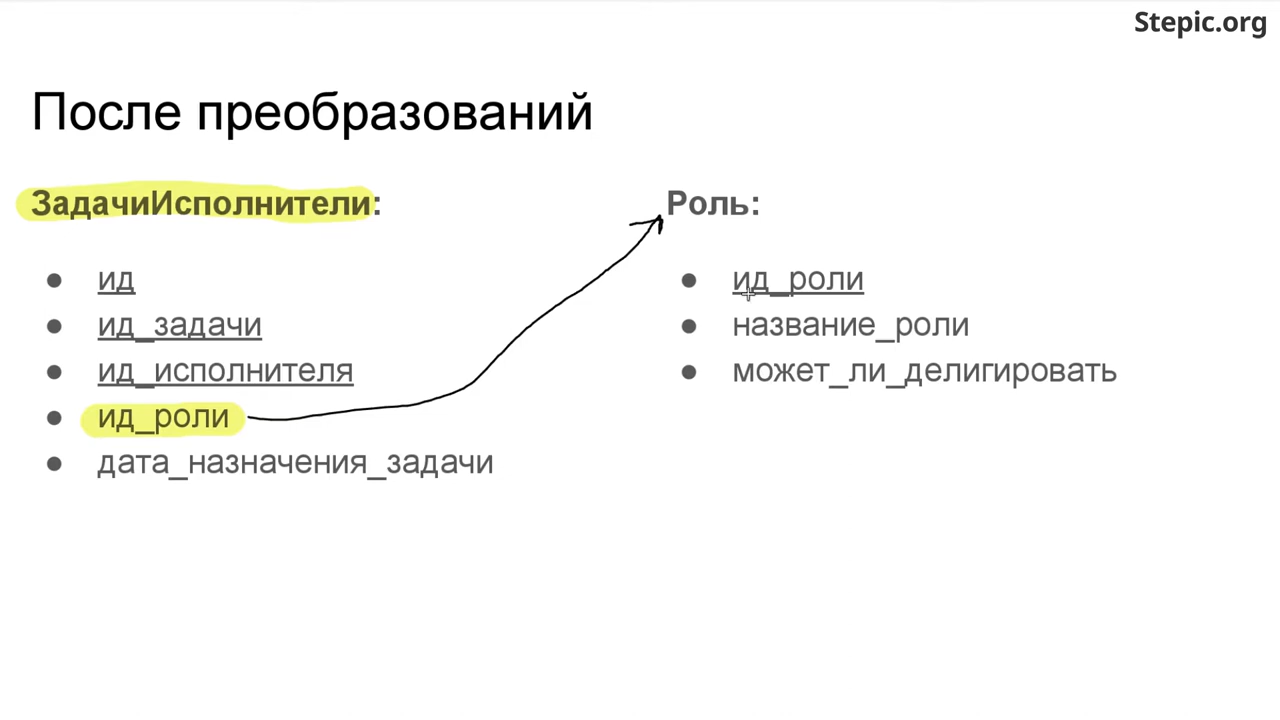 Stepic.org
После преобразований
ЗадачиИсполнители:
● ид
● ид_задачи
● ид_исполнителя
● ид_роли
● дата_назначения_задачи
Роль:
● ид_роли
● название_роли
● может_ли_делигировать